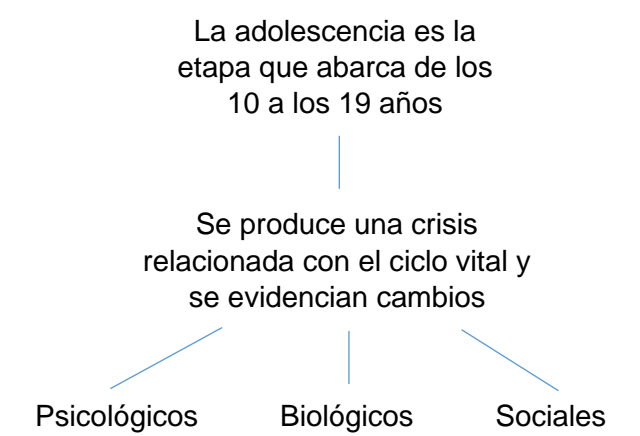 La adolescencia es la
etapa que abarca de los
10 a los 19 años
Se produce una crisis
relacionada con el ciclo vital y
se evidencian cambios
Psicológicos
Biológicos
Sociales